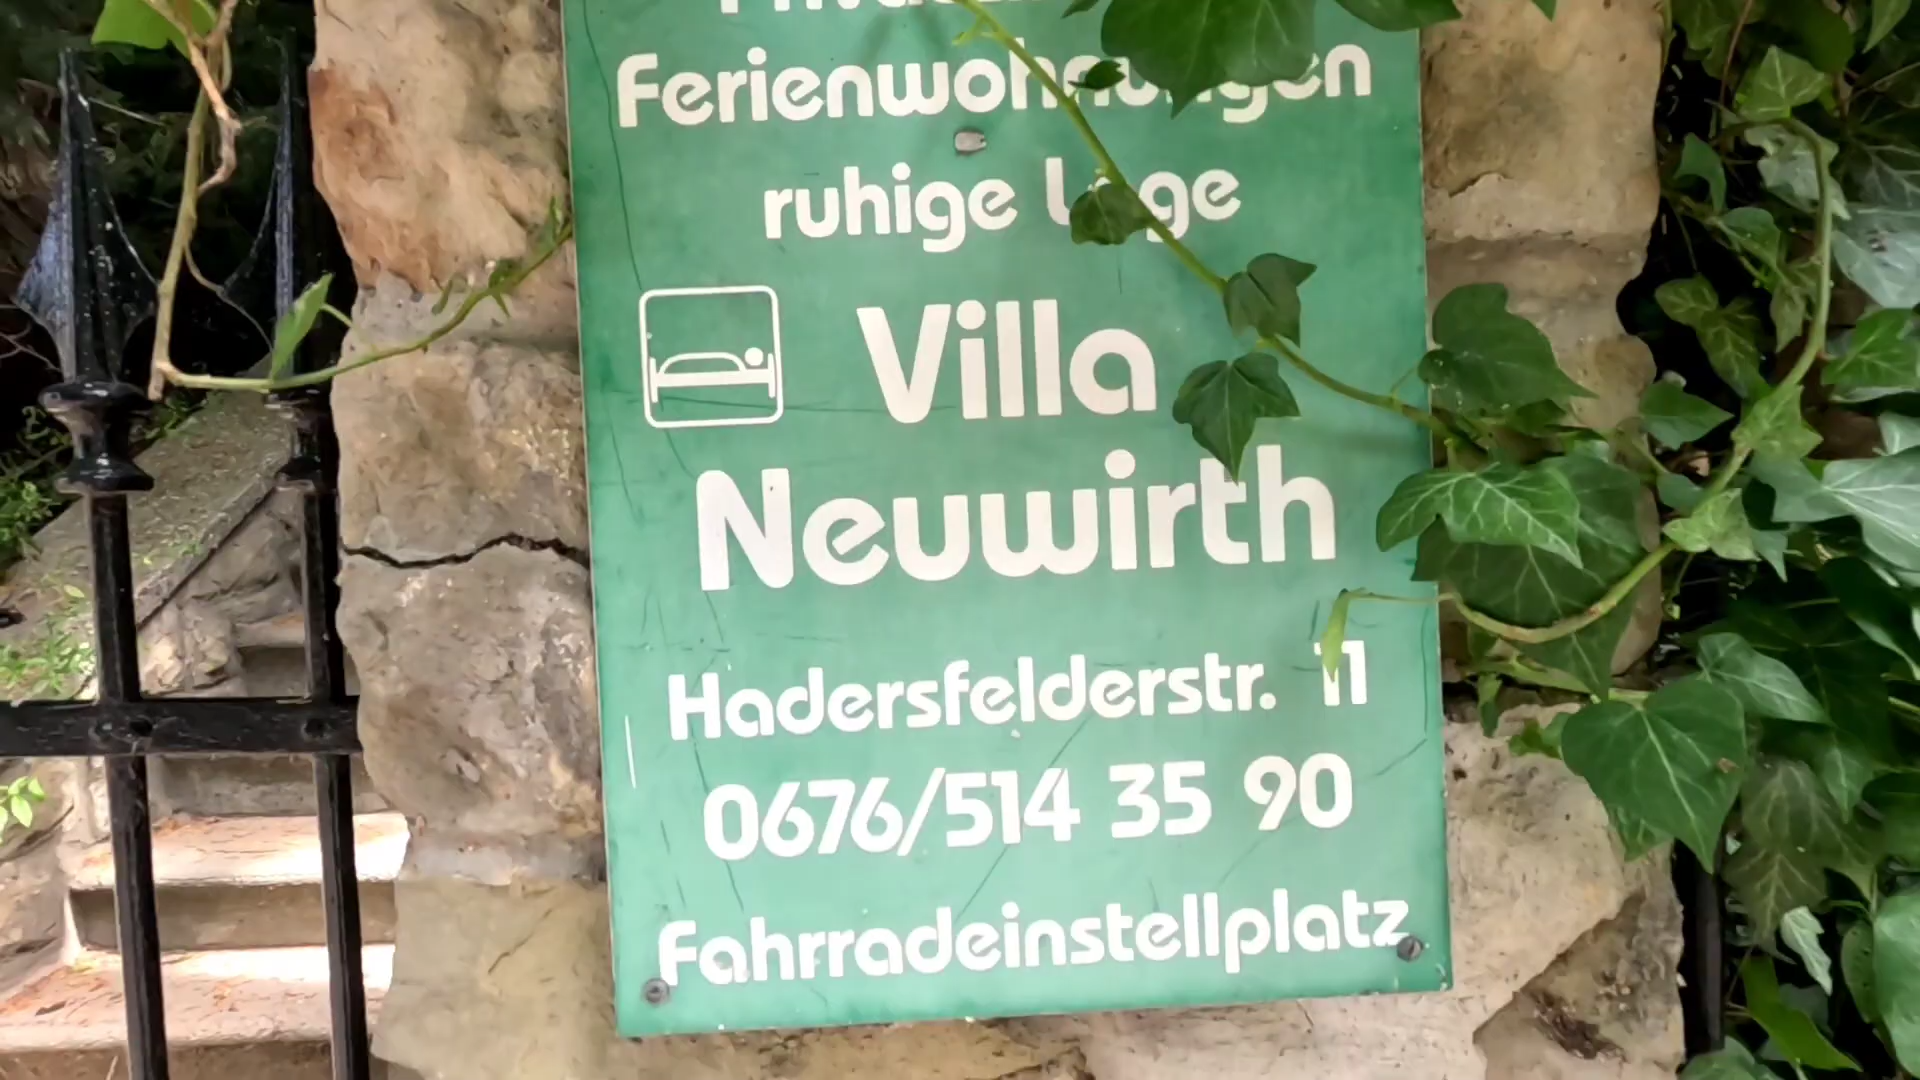 Ferienwohnungen
ruhige Lage
Villa
Neuwirth
Hadersfelderstr. 11
0676/514 35 90
Fahrradeinstellplatz